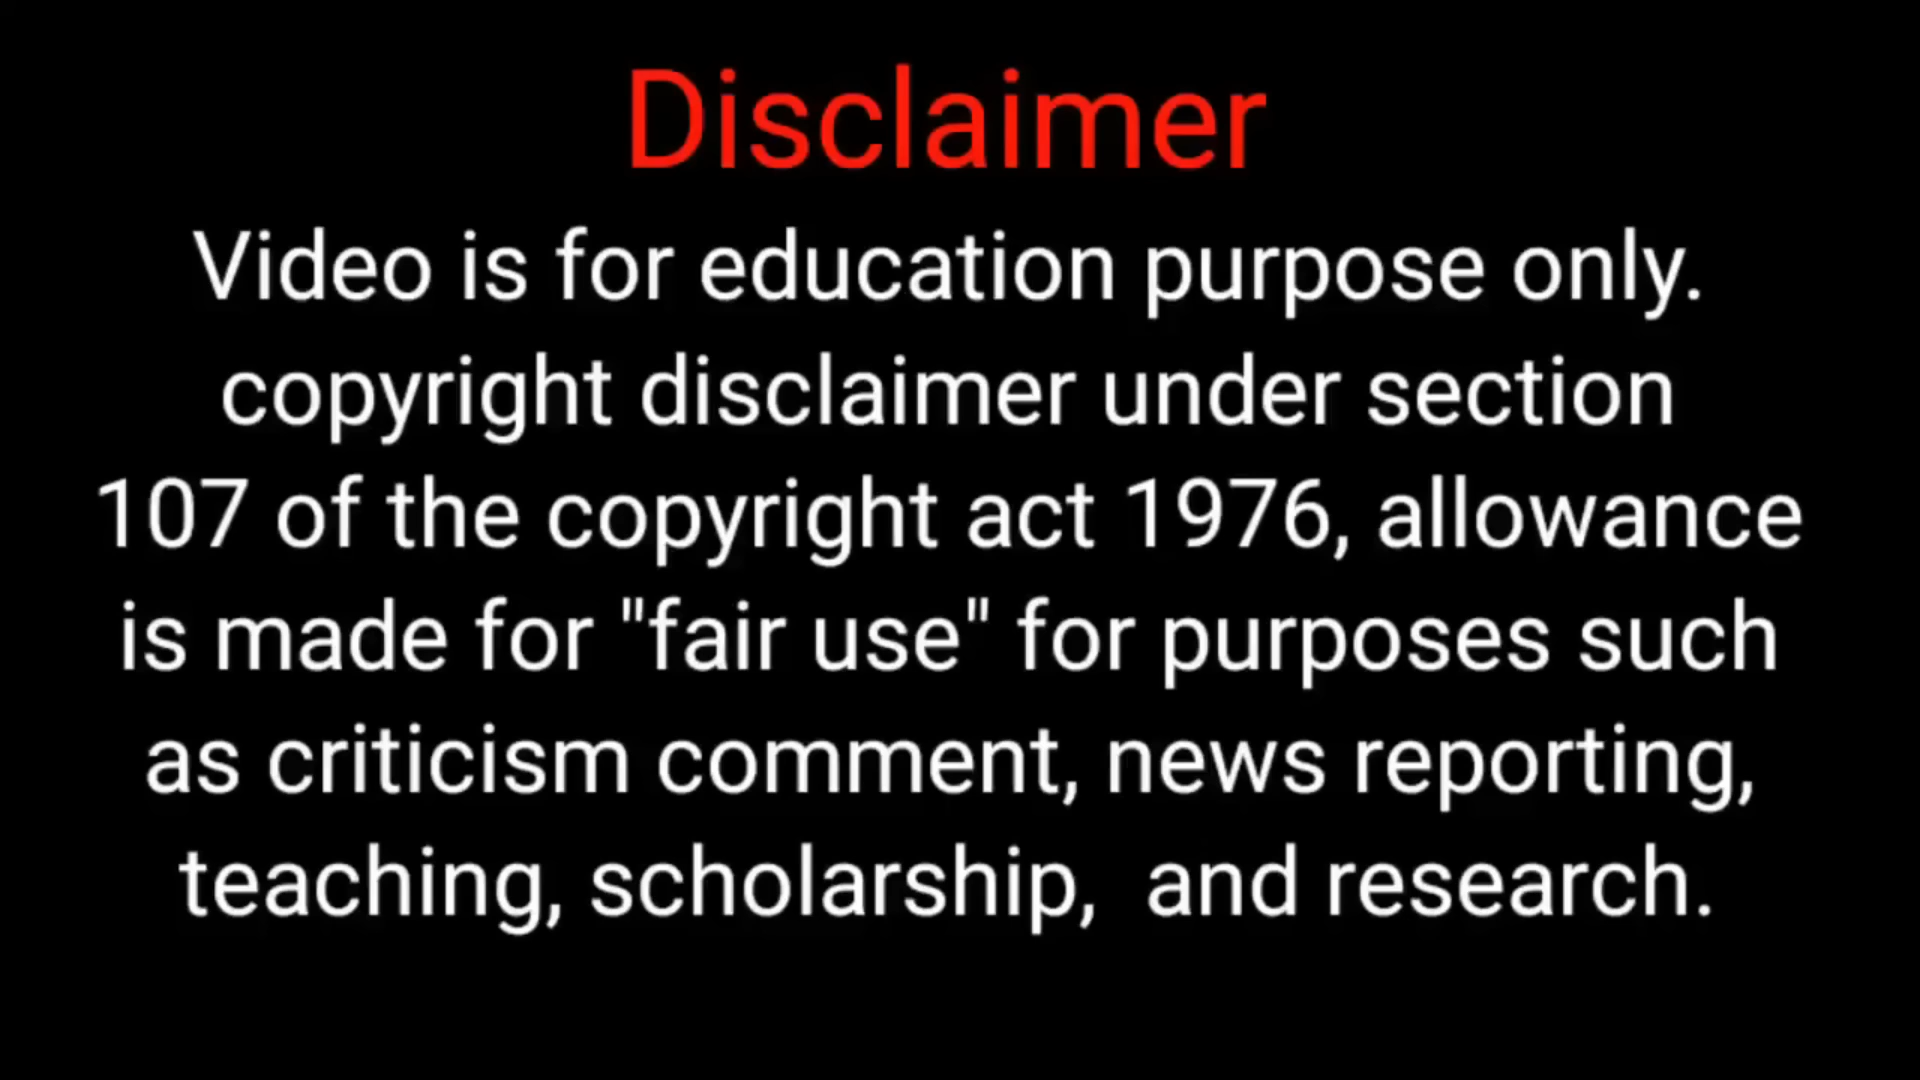 Disclaimer
Video is for education purpose only.
copyright disclaimer under section
107 of the copyright act 1976, allowance
is made for "fair use" for purposes such
as criticism comment, news reporting,
teaching, scholarship,  and research.